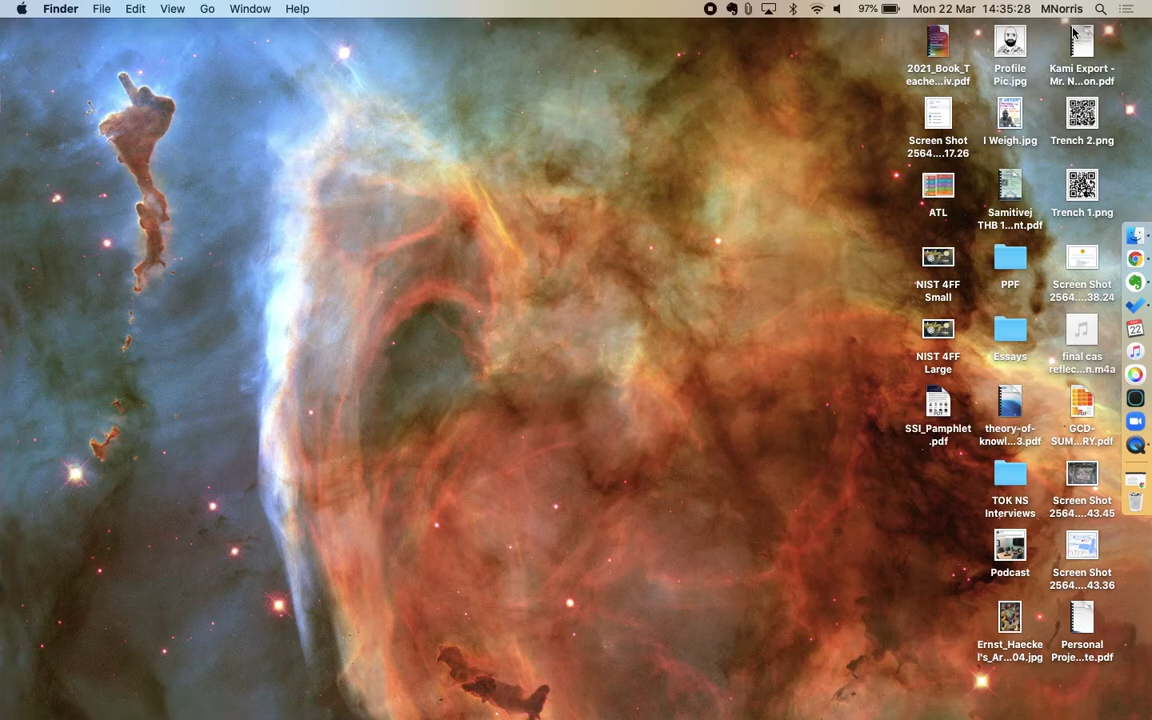 Finder File Edit View Go Window Help 97% Mon 22 Mar 14:35:28 MNorris
2021_Book_T
eache...iv.pdf
Profile
Pic.jpg
Kami Export -
Mr. N...on.pdf
Screen Shot
2564....17.26
I Weigh.jpg
Trench 2.png
ATL
Samitivej
THB 1...nt.pdf
Trench 1.png
NIST 4FF
Small
PPF
Screen Shot
2564....38.24
NIST 4FF
Large
Essays
final cas
reflec...n.m4a
SSI_Pamphlet
.pdf
theory-of-
knowl...3.pdf
GCD-
SUM...RY.pdf
TOK NS
Interviews
Screen Shot
2564....43.45
Podcast
Screen Shot
2564....43.36
Ernst_Haecke
l's_Ar...04.jpg
Personal
Proje...te.pdf
22